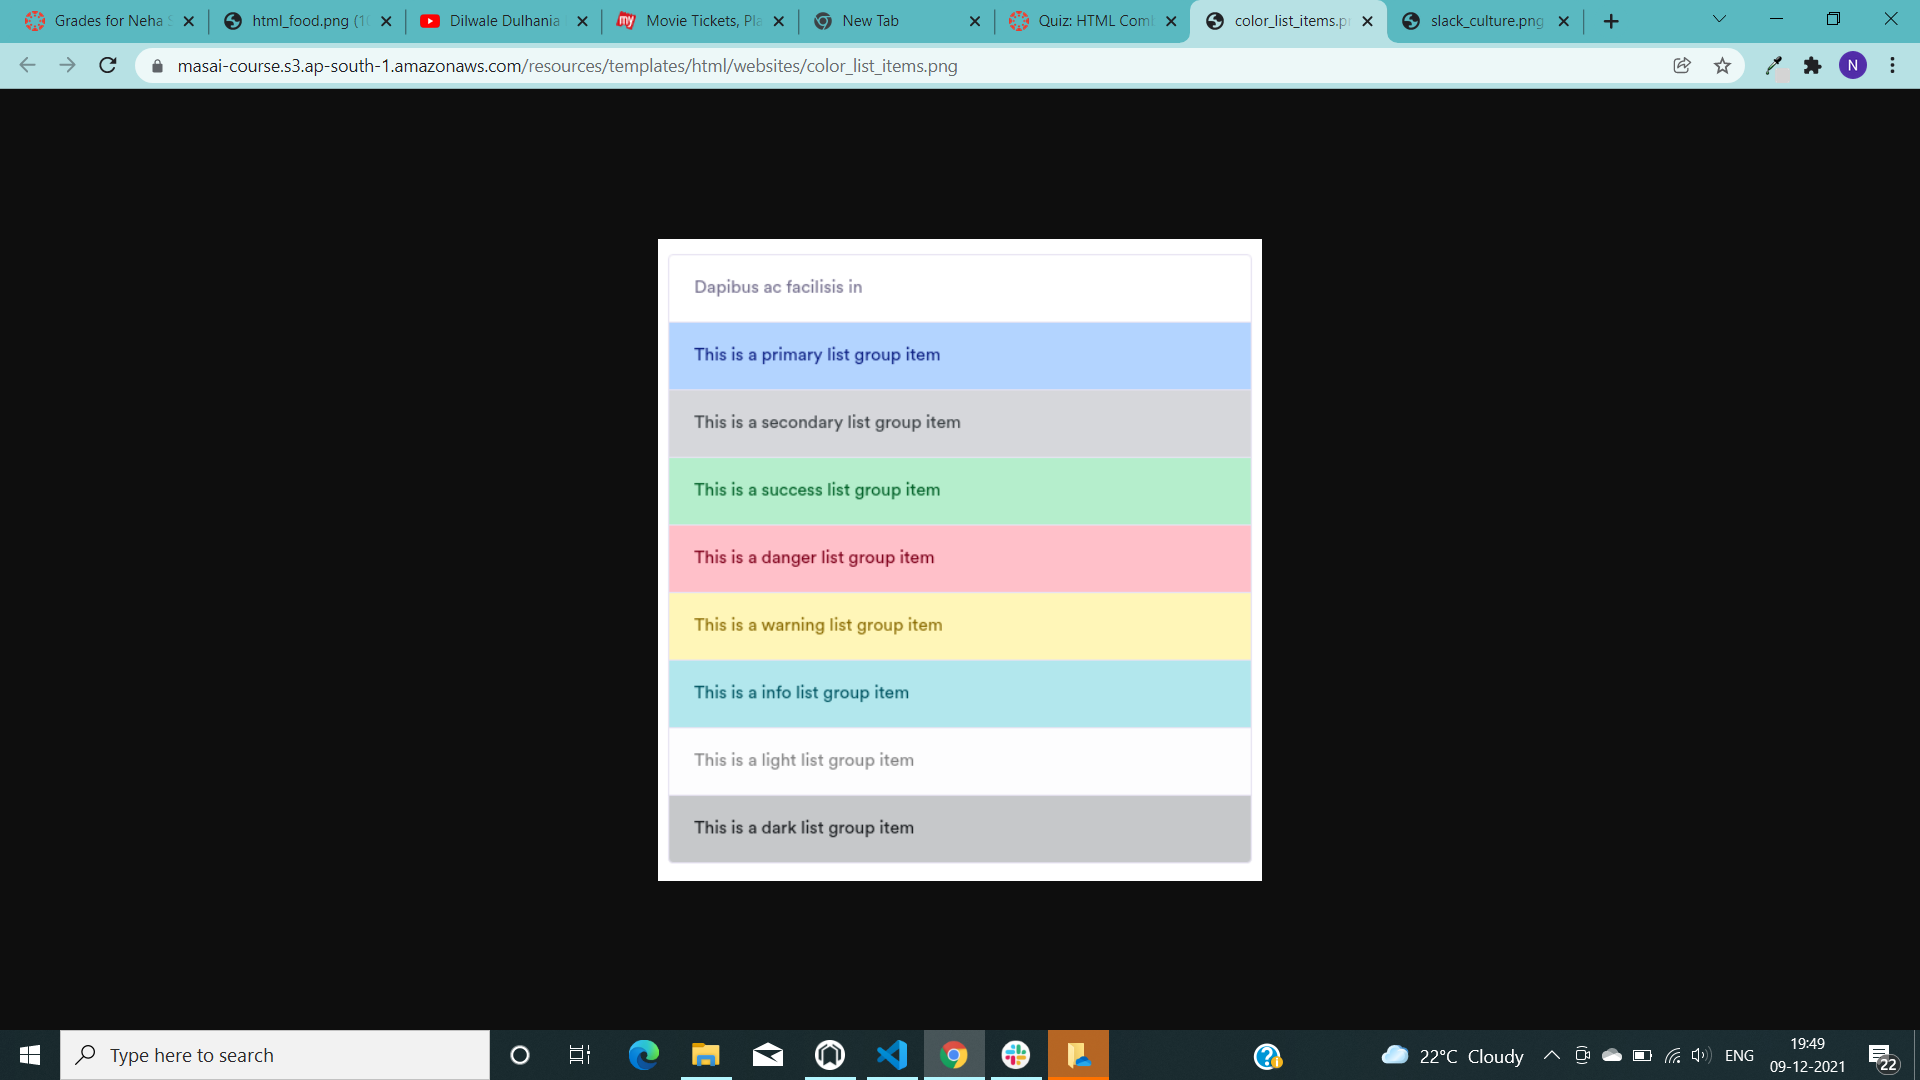 Grades for Neha S
html_food.png (10
Dilwale Dulhania
Movie Tickets, Pla
New Tab
Quiz: HTML Comb
color_list_items.pn
slack_culture.png
masai-course.s3.ap-south-1.amazonaws.com/resources/templates/html/websites/color_list_items.png
N
my
Dapibus ac facilisis in
This is a primary list group item
This is a secondary list group item
This is a success list group item
This is a danger list group item
This is a warning list group item
This is a info list group item
This is a light list group item
This is a dark list group item
Type here to search
22°C Cloudy
ENG
19:49
09-12-2021
22